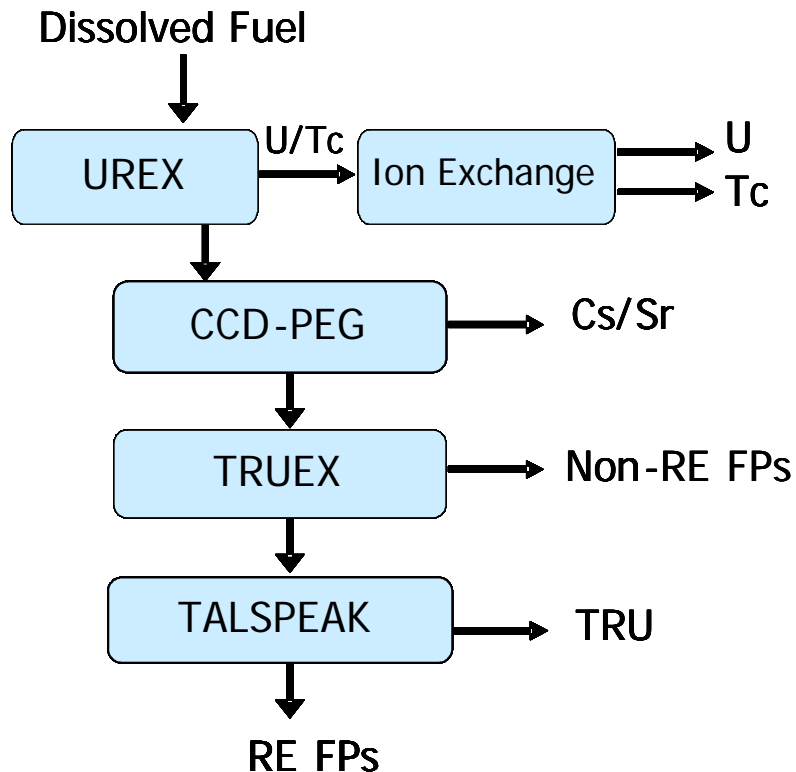 Dissolved Fuel
UREX
U/Tc
Ion Exchange
U
Tc
CCD-PEG
Cs/Sr
TRUEX
Non-RE FPs
TALSPEAK
TRU
RE FPs